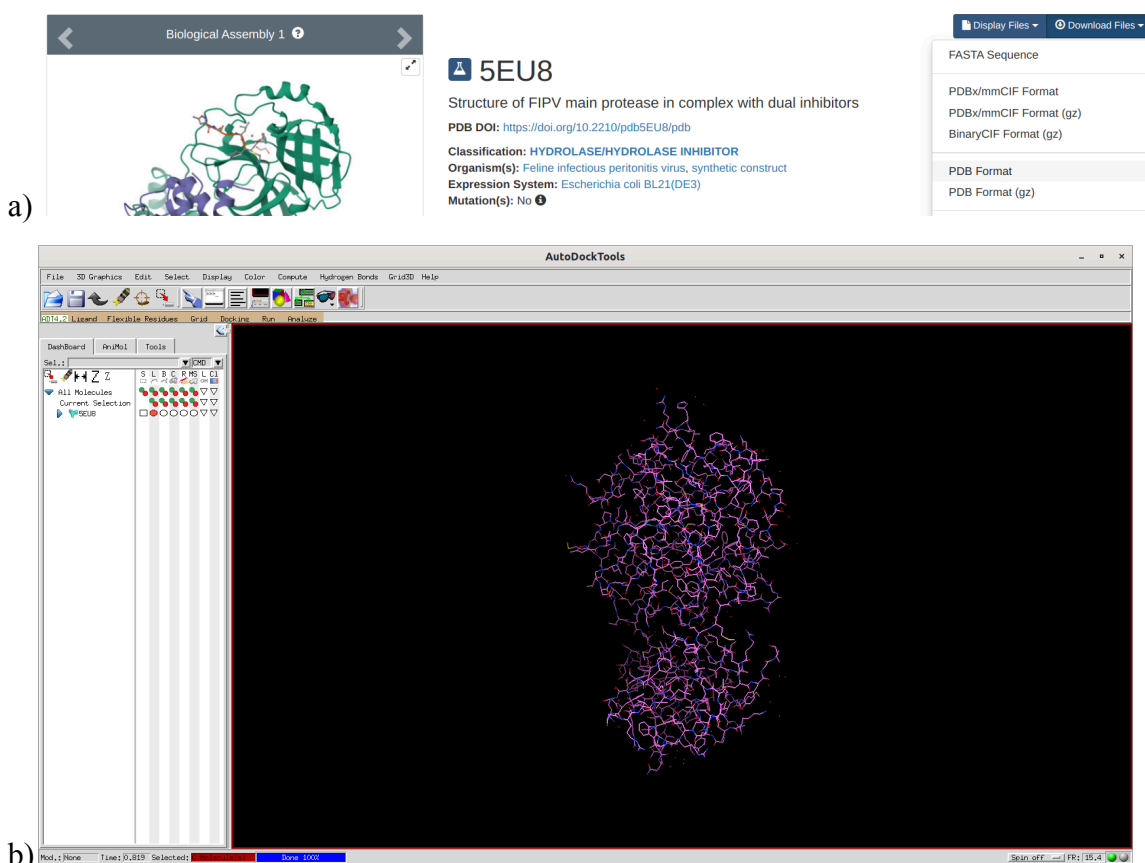 Biological Assembly 1 ?
Display Files
Download Files
5EU8
Structure of FIPV main protease in complex with dual inhibitors
PDB DOI: https://doi.org/10.2210/pdb5EU8/pdb
Classification: HYDROLASE/HYDROLASE INHIBITOR
Organism(s): Feline infectious peritonitis virus, synthetic construct
Expression System: Escherichia coli BL21(DE3)
Mutation(s): No
FASTA Sequence
PDBx/mmCIF Format
PDBx/mmCIF Format (gz)
BinaryCIF Format (gz)
PDB Format
PDB Format (gz)
a)
AutoDockTools
File 3D Graphics Edit Select Display Color Compute Hydrogen Bonds Grid3D Help
ADT4.2 Ligand Flexible Residues Grid Docking Run Analyze
DashBoard AniMol Tools
Sel.: CMD
S L B C R MS L Cl
All Molecules
Current Selection
5EU8
b)
Mod.: None Time: 0.819 Selected: Done 100% Spin off FR: 15.4